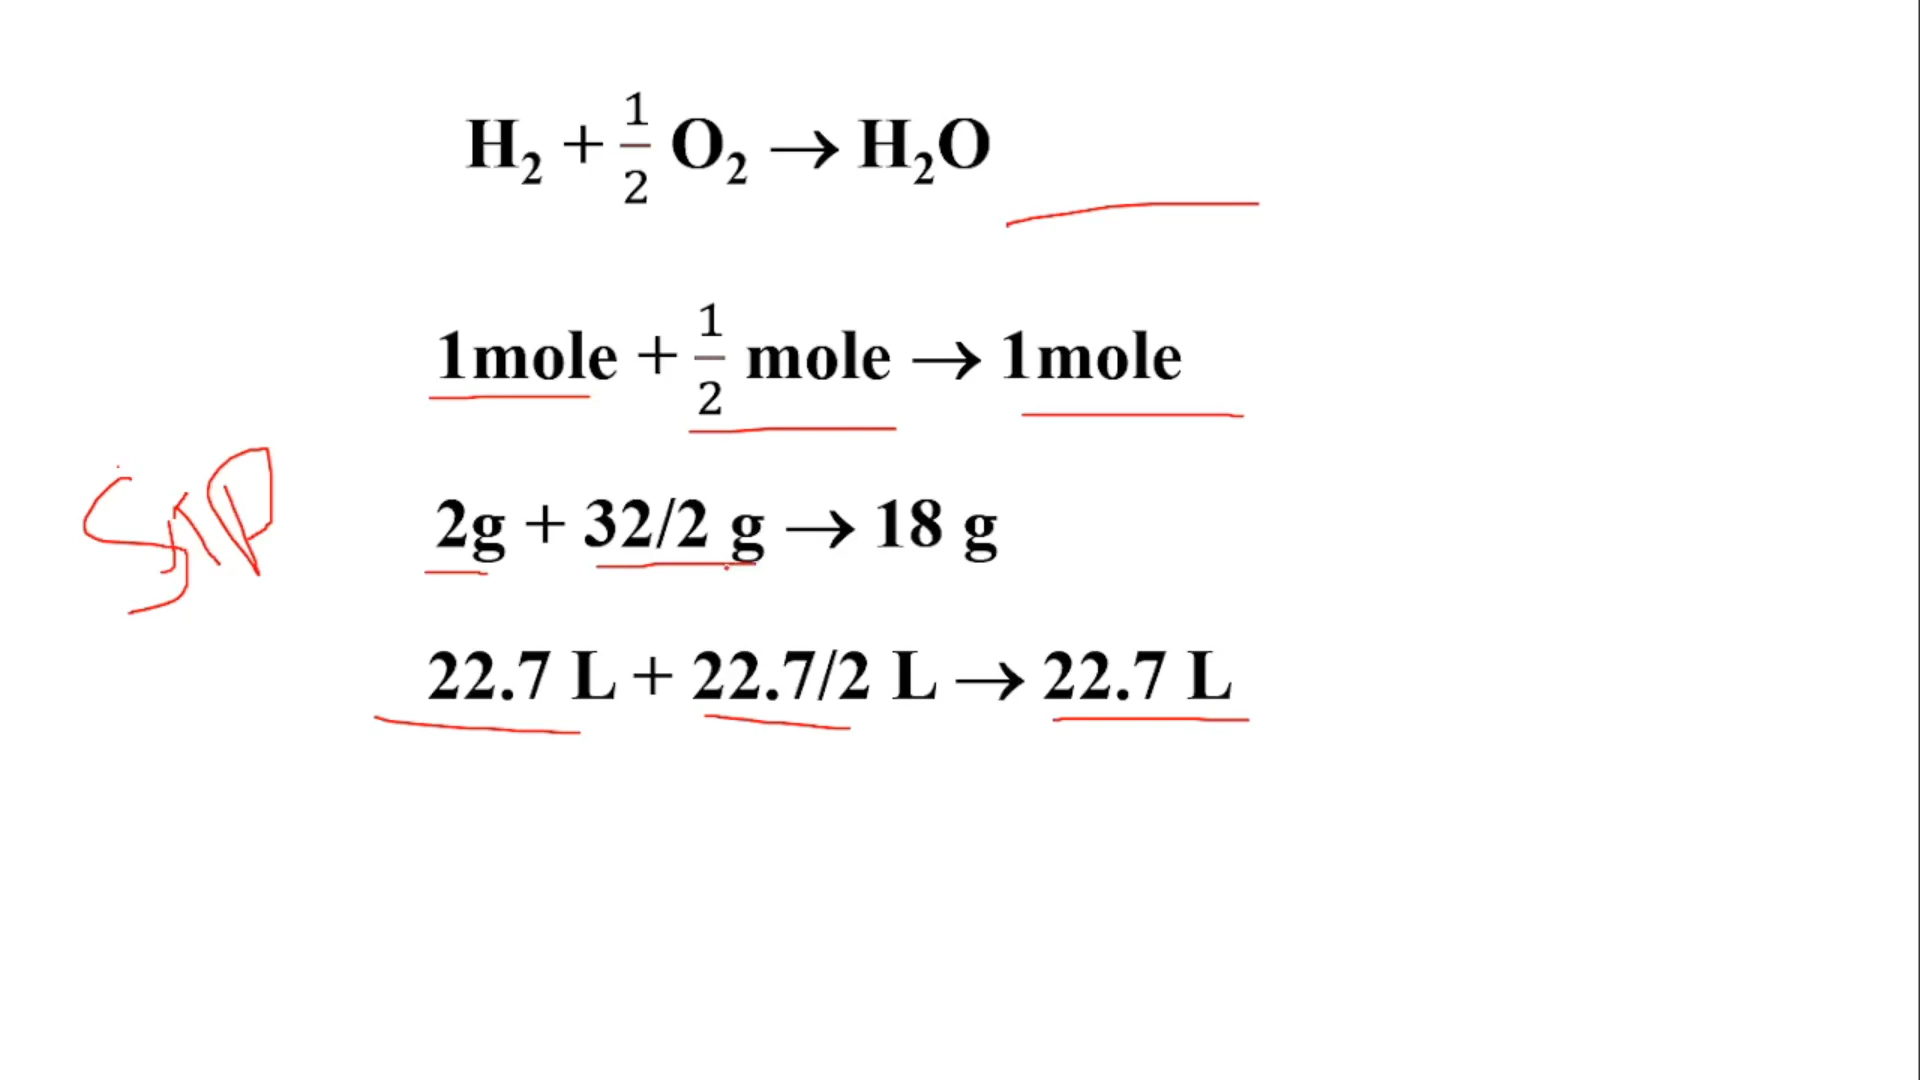 H₂ + 1/2 O₂ → H₂O
1mole + 1/2 mole → 1mole
2g + 32/2 g → 18 g
22.7 L + 22.7/2 L → 22.7 L